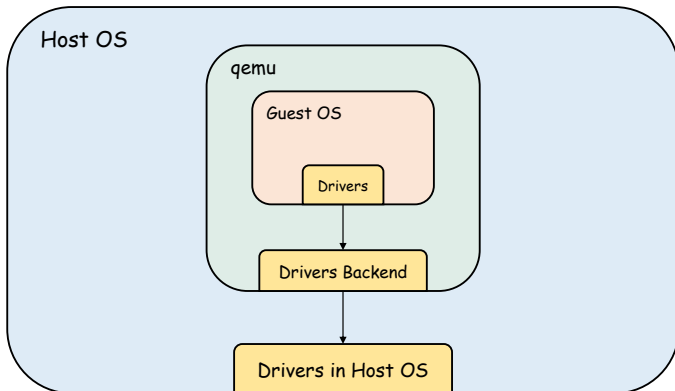 Host OS
qemu
Guest OS
Drivers
Drivers Backend
Drivers in Host OS